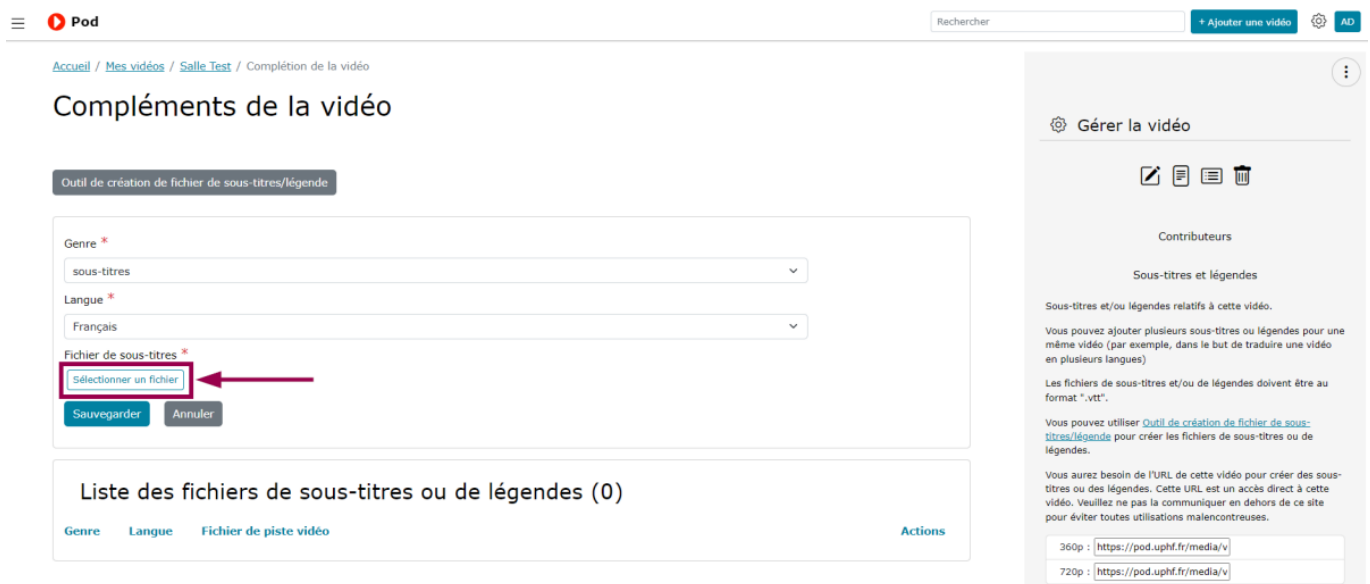 Pod
Rechercher
+ Ajouter une vidéo
AD
Accueil / Mes vidéos / Salle Test / Complétion de la vidéo
Compléments de la vidéo
Outil de création de fichier de sous-titres/légende
Genre *
sous-titres
Langue *
Français
Fichier de sous-titres *
Sélectionner un fichier
Sauvegarder
Annuler
Liste des fichiers de sous-titres ou de légendes (0)
Genre Langue Fichier de piste vidéo Actions
Gérer la vidéo
Contributeurs
Sous-titres et légendes
Sous-titres et/ou légendes relatifs à cette vidéo.
Vous pouvez ajouter plusieurs sous-titres ou légendes pour une
même vidéo (par exemple, dans le but de traduire une vidéo
en plusieurs langues)
Les fichiers de sous-titres et/ou de légendes doivent être au
format ".vtt".
Vous pouvez utiliser Outil de création de fichier de sous-
titres/légende pour créer les fichiers de sous-titres ou de
légendes.
Vous aurez besoin de l'URL de cette vidéo pour créer des sous-
titres ou des légendes. Cette URL est un accès direct à cette
vidéo. Veuillez ne pas la communiquer en dehors de ce site
pour éviter toutes utilisations malencontreuses.
360p : https://pod.uphf.fr/media/v
720p : https://pod.uphf.fr/media/v